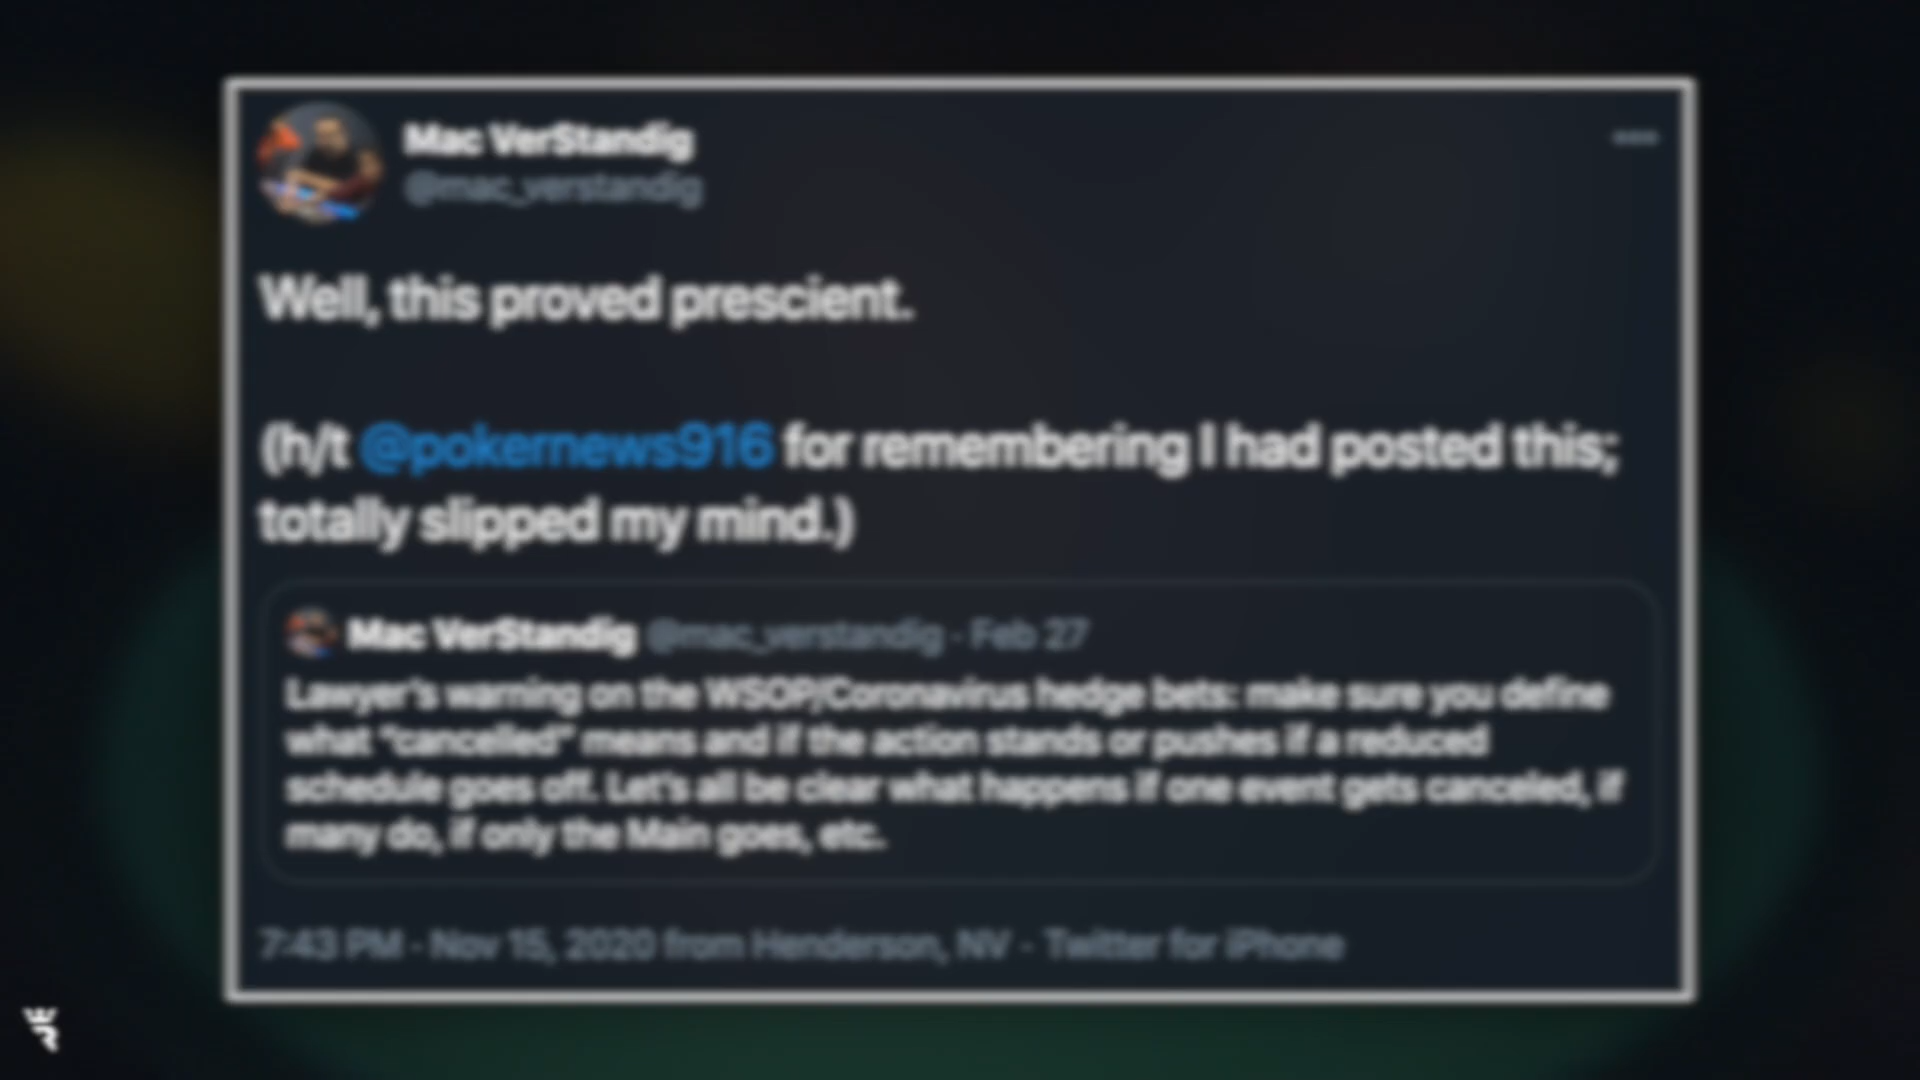 Mac VerStandig
@mac_verstandig
Well, this proved prescient.
(h/t @pokernews916 for remembering I had posted this;
totally slipped my mind.)
Mac VerStandig @mac_verstandig · Feb 27
Lawyer's warning on the WSOP/Coronavirus hedge bets: make sure you define
what "cancelled" means and if the action stands or pushes if a reduced
schedule goes off. Let's all be clear what happens if one event gets canceled, if
many do, if only the Main goes, etc.
7:43 PM · Nov 15, 2020 from Henderson, NV · Twitter for iPhone